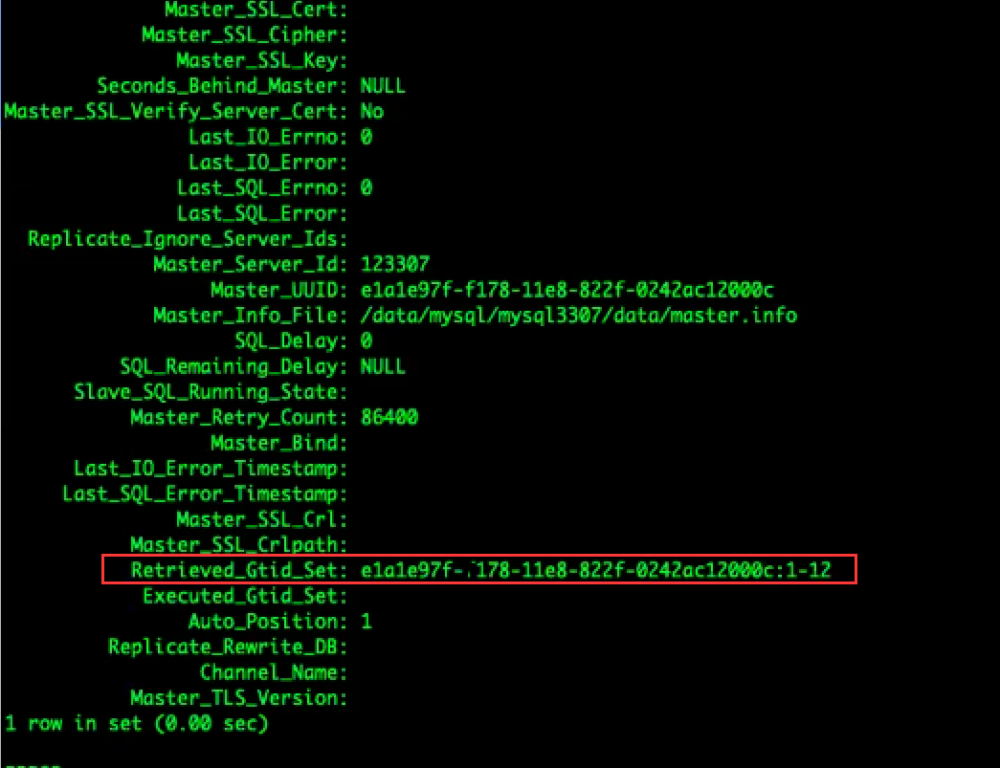 Master_SSL_Cert:
Master_SSL_Cipher:
Master_SSL_Key:
Seconds_Behind_Master: NULL
Master_SSL_Verify_Server_Cert: No
Last_IO_Errno: 0
Last_IO_Error:
Last_SQL_Errno: 0
Last_SQL_Error:
Replicate_Ignore_Server_Ids:
Master_Server_Id: 123307
Master_UUID: e1a1e97f-f178-11e8-822f-0242ac12000c
Master_Info_File: /data/mysql/mysql3307/data/master.info
SQL_Delay: 0
SQL_Remaining_Delay: NULL
Slave_SQL_Running_State:
Master_Retry_Count: 86400
Master_Bind:
Last_IO_Error_Timestamp:
Last_SQL_Error_Timestamp:
Master_SSL_Crl:
Master_SSL_Crlpath:
Retrieved_Gtid_Set: e1a1e97f-f178-11e8-822f-0242ac12000c:1-12
Executed_Gtid_Set:
Auto_Position: 1
Replicate_Rewrite_DB:
Channel_Name:
Master_TLS_Version:
1 row in set (0.00 sec)